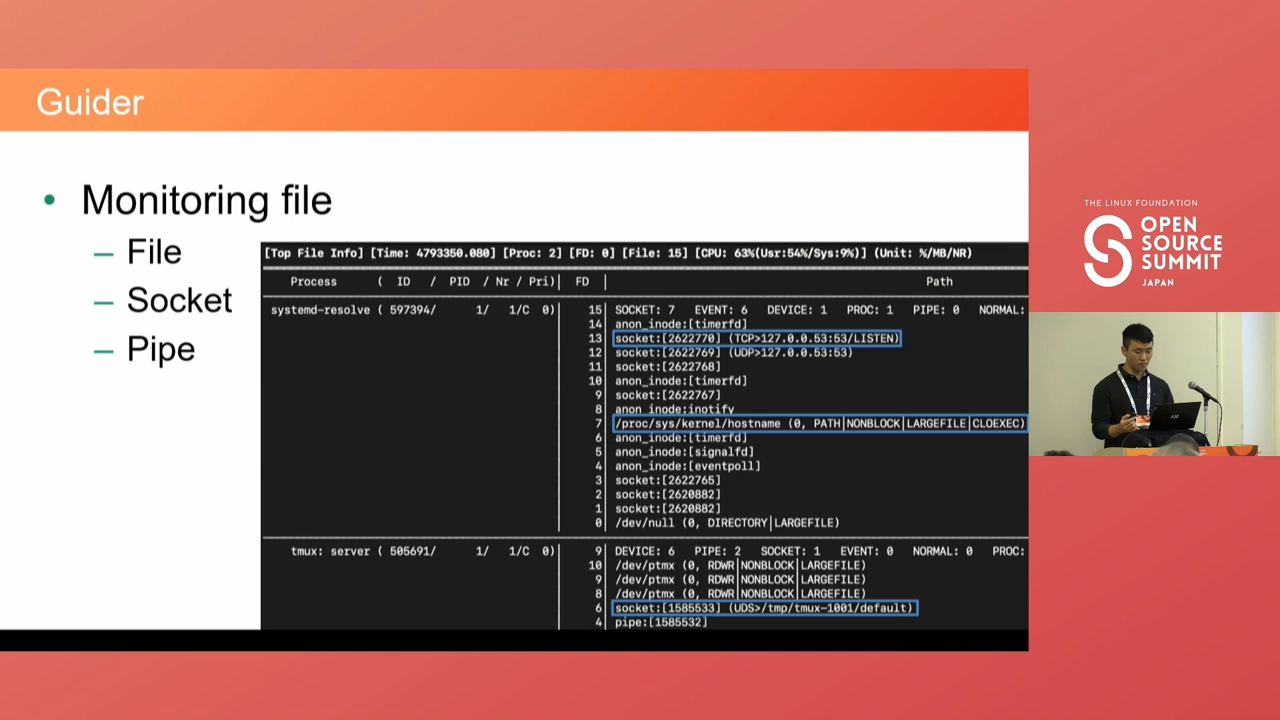 Guider
• Monitoring file
– File
– Socket
– Pipe
[Top File Info] [Time: 4793350.080] [Proc: 2] [FD: 0] [File: 15] [CPU: 63%(Usr:54%/Sys:9%)] (Unit: %/MB/NR)
Process ( ID / PID / Nr / Pri)| FD | Path
systemd-resolve ( 597394/ 1/ 1/C 0)| 15| SOCKET: 7 EVENT: 6 DEVICE: 1 PROC: 1 PIPE: 0 NORMAL:
14| anon_inode:[timerfd]
13| socket:[2622770] (TCP>127.0.0.53:53/LISTEN)
12| socket:[2622769] (UDP>127.0.0.53:53)
11| socket:[2622768]
10| anon_inode:[timerfd]
9| socket:[2622767]
8| anon_inode:inotify
7| /proc/sys/kernel/hostname (0, PATH|NONBLOCK|LARGEFILE|CLOEXEC)
6| anon_inode:[timerfd]
5| anon_inode:[signalfd]
4| anon_inode:[eventpoll]
3| socket:[2622765]
2| socket:[2620882]
1| socket:[2620882]
0| /dev/null (0, DIRECTORY|LARGEFILE)
tmux: server ( 505691/ 1/ 1/C 0)| 9| DEVICE: 6 PIPE: 2 SOCKET: 1 EVENT: 0 NORMAL: 0 PROC:
10| /dev/ptmx (0, RDWR|NONBLOCK|LARGEFILE)
9| /dev/ptmx (0, RDWR|NONBLOCK|LARGEFILE)
8| /dev/ptmx (0, RDWR|NONBLOCK|LARGEFILE)
6| socket:[1585533] (UDS>/tmp/tmux-1001/default)
4| pipe:[1585532]
THE LINUX FOUNDATION
OPEN
SOURCE
SUMMIT
JAPAN